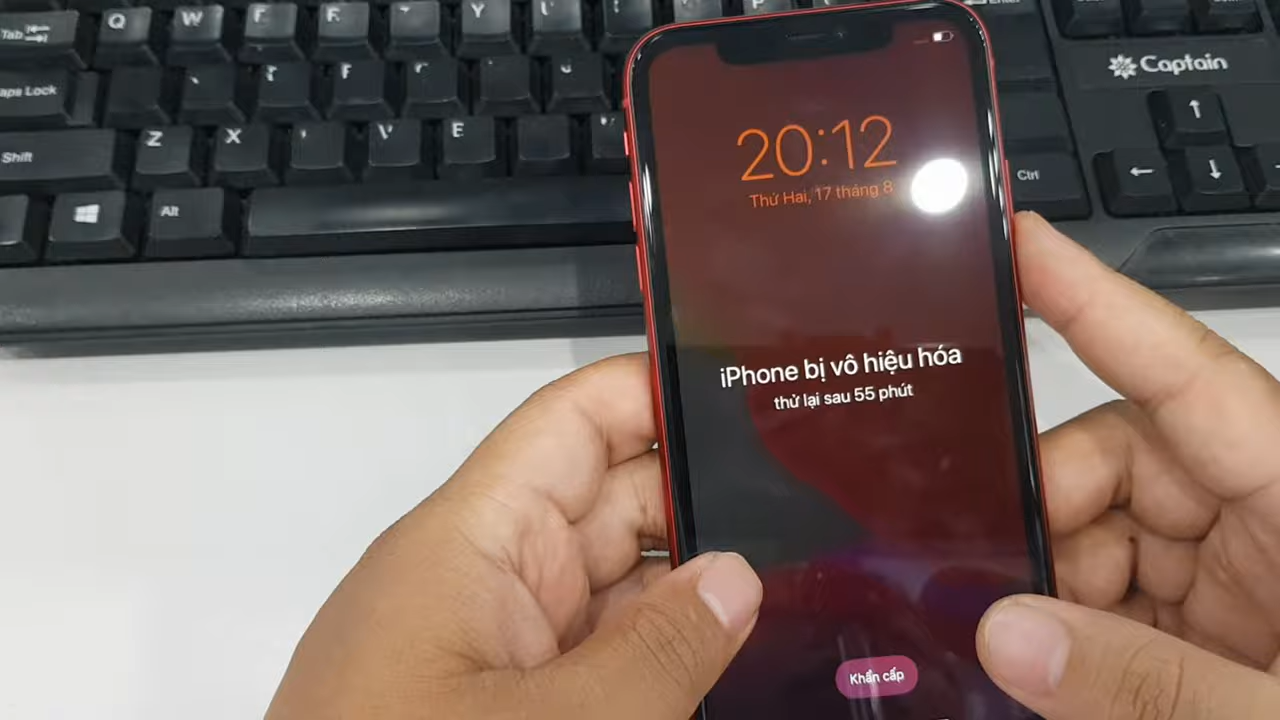 Tab
Q
W
E
R
T
Y
Enter
Captain
Caps Lock
Shift
Z
X
V
Alt
Ctrl
20:12
Thứ Hai, 17 tháng 8
iPhone bị vô hiệu hóa
thử lại sau 55 phút
Khẩn cấp